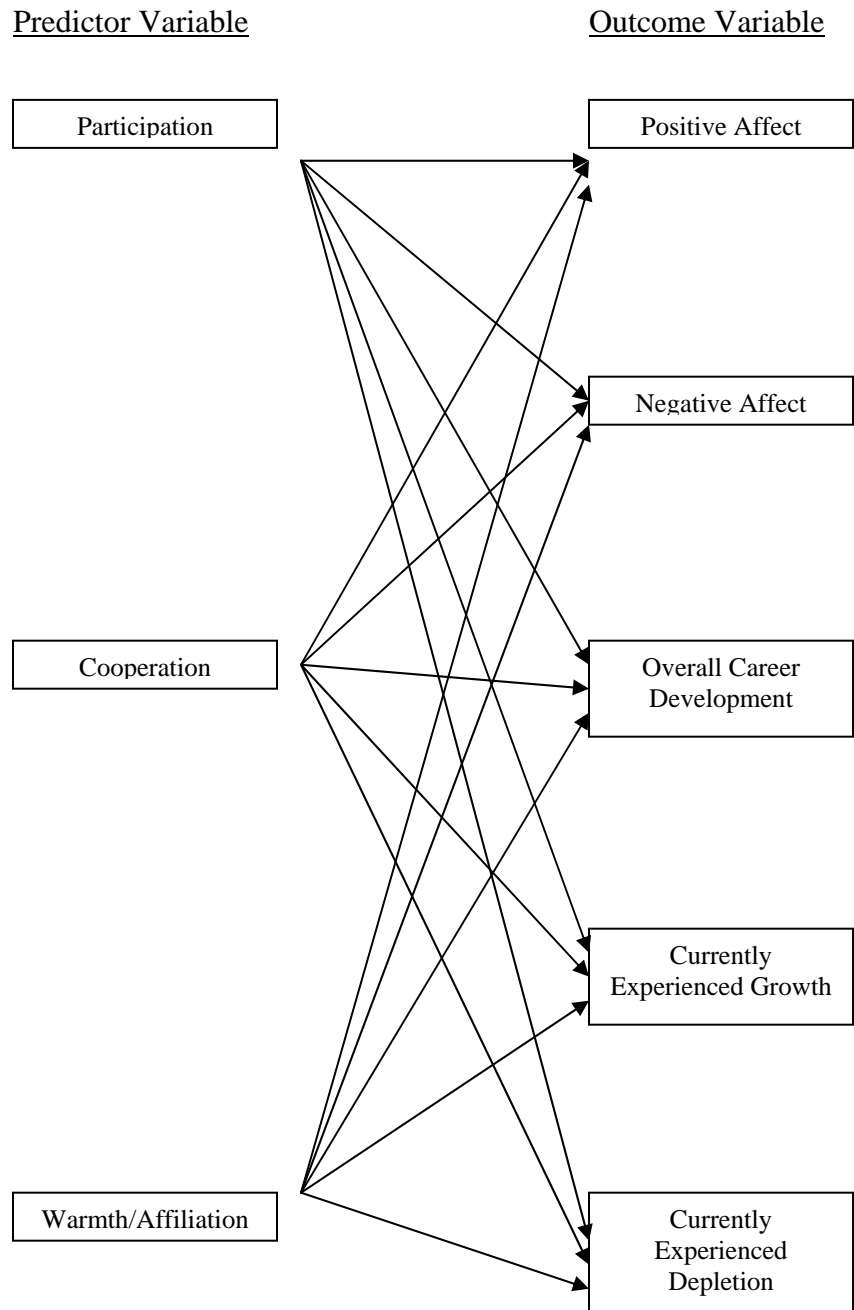 Predictor Variable
Outcome Variable
Participation
Positive Affect
Negative Affect
Cooperation
Overall Career
Development
Currently
Experienced Growth
Warmth/Affiliation
Currently
Experienced
Depletion